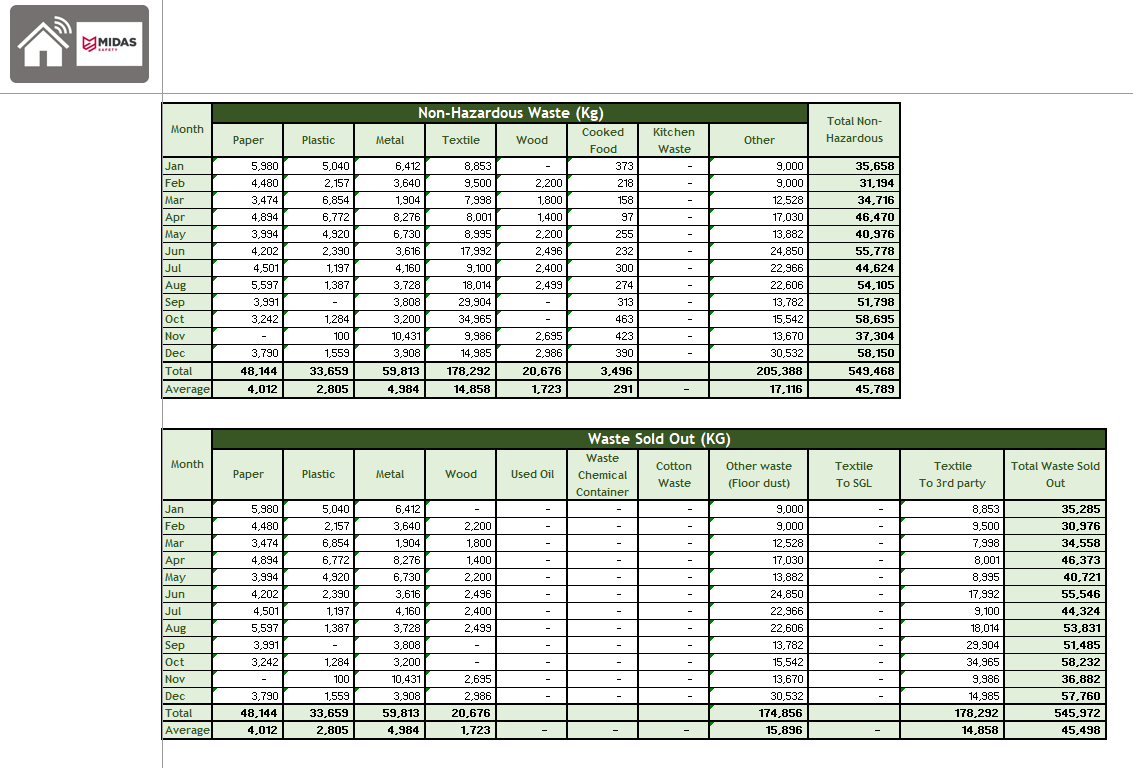 MIDAS
SAFETY
Non-Hazardous Waste (Kg)
Month Paper Plastic Metal Textile Wood Cooked Food Kitchen Waste Other Total Non-Hazardous
Jan 5,980 5,040 6,412 8,853 - 373 - 9,000 35,658
Feb 4,480 2,157 3,640 9,500 2,200 218 - 9,000 31,194
Mar 3,474 6,854 1,904 7,998 1,800 158 - 12,528 34,716
Apr 4,894 6,772 8,276 8,001 1,400 97 - 17,030 46,470
May 3,994 4,920 6,730 8,995 2,200 255 - 13,882 40,976
Jun 4,202 2,390 3,616 17,992 2,496 232 - 24,850 55,778
Jul 4,501 1,197 4,160 9,100 2,400 300 - 22,966 44,624
Aug 5,597 1,387 3,728 18,014 2,499 274 - 22,606 54,105
Sep 3,991 - 3,808 29,904 - 313 - 13,782 51,798
Oct 3,242 1,284 3,200 34,965 - 463 - 15,542 58,695
Nov - 100 10,431 9,986 2,695 423 - 13,670 37,304
Dec 3,790 1,559 3,908 14,985 2,986 390 - 30,532 58,150
Total 48,144 33,659 59,813 178,292 20,676 3,496 205,388 549,468
Average 4,012 2,805 4,984 14,858 1,723 291 - 17,116 45,789
Waste Sold Out (KG)
Month Paper Plastic Metal Wood Used Oil Waste Chemical Container Cotton Waste Other waste (Floor dust) Textile To SGL Textile To 3rd party Total Waste Sold Out
Jan 5,980 5,040 6,412 - - - - 9,000 - 8,853 35,285
Feb 4,480 2,157 3,640 2,200 - - - 9,000 - 9,500 30,976
Mar 3,474 6,854 1,904 1,800 - - - 12,528 - 7,998 34,558
Apr 4,894 6,772 8,276 1,400 - - - 17,030 - 8,001 46,373
May 3,994 4,920 6,730 2,200 - - - 13,882 - 8,995 40,721
Jun 4,202 2,390 3,616 2,496 - - - 24,850 - 17,992 55,546
Jul 4,501 1,197 4,160 2,400 - - - 22,966 - 9,100 44,324
Aug 5,597 1,387 3,728 2,499 - - - 22,606 - 18,014 53,831
Sep 3,991 - 3,808 - - - - 13,782 - 29,904 51,485
Oct 3,242 1,284 3,200 - - - - 15,542 - 34,965 58,232
Nov - 100 10,431 2,695 - - - 13,670 - 9,986 36,882
Dec 3,790 1,559 3,908 2,986 - - - 30,532 - 14,985 57,760
Total 48,144 33,659 59,813 20,676 174,856 178,292 545,972
Average 4,012 2,805 4,984 1,723 - - - 15,896 - 14,858 45,498